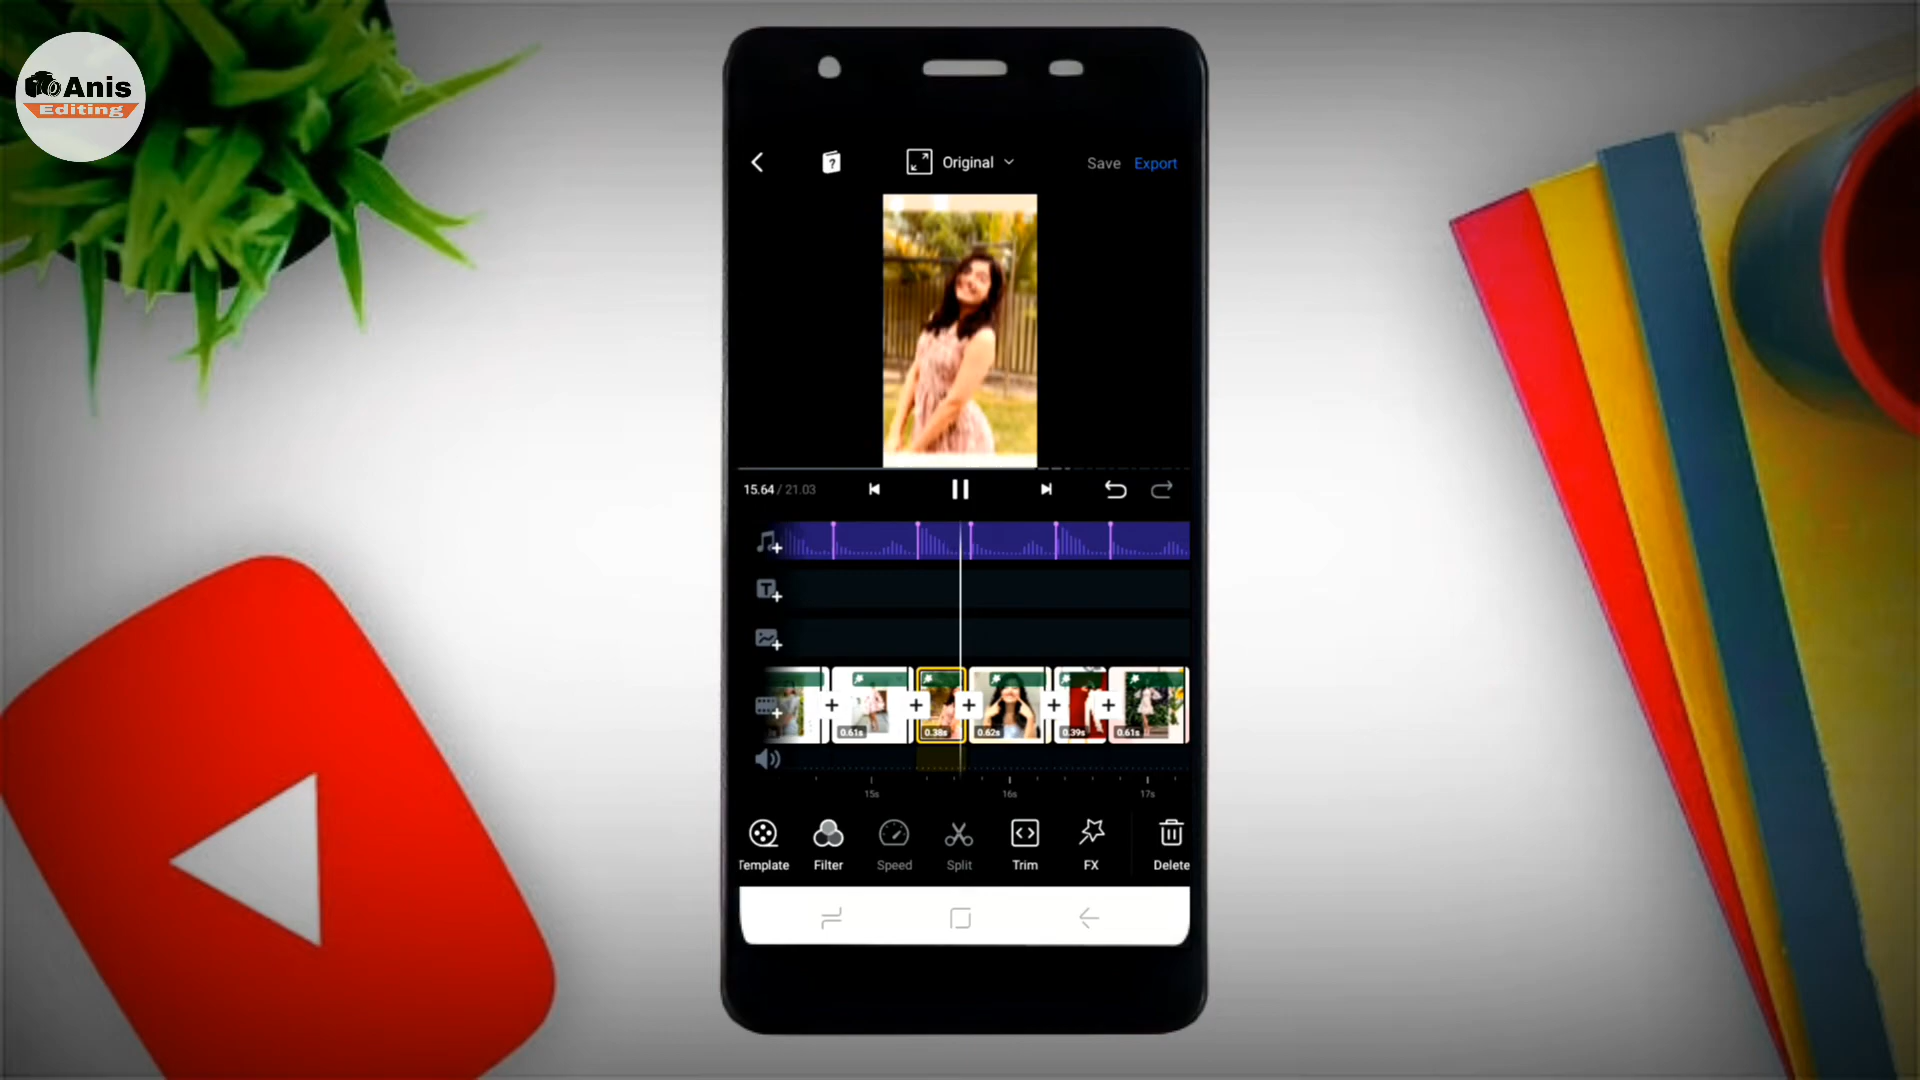 Anis
Editing
?
Original
Save
Export
15.64 / 21.03
T
0.61s
0.38s
0.62s
0.39s
0.61s
15s
16s
17s
Template
Filter
Speed
Split
Trim
FX
Delete